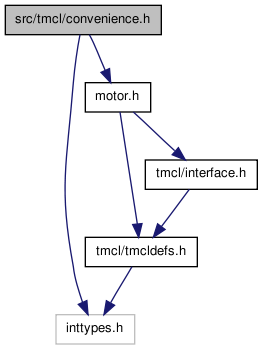 src/tmcl/convenience.h
motor.h
tmcl/interface.h
tmcl/tmcldefs.h
inttypes.h